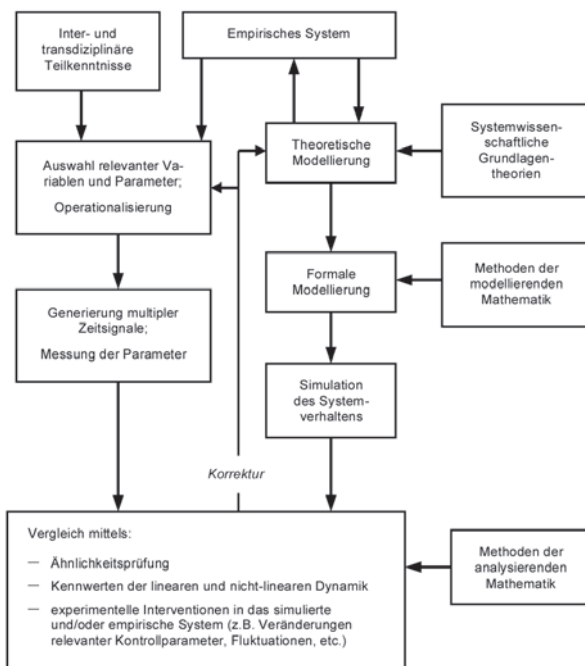 Inter- und
transdiziplinäre
Teilkenntnisse
Empirisches System
Auswahl relevanter Va-
riablen und Parameter;
Operationalisierung
Theoretische
Modellierung
Systemwissen-
schaftliche
Grundlagen-
theorien
Generierung multipler
Zeitsignale;
Messung der Parameter
Formale
Modellierung
Methoden der
modellierenden
Mathematik
Simulation
des System-
verhaltens
Korrektur
Vergleich mittels:
— Ähnlichkeitsprüfung
— Kennwerten der linearen und nicht-linearen Dynamik
— experimentelle Interventionen in das simulierte
und/oder empirische System (z.B. Veränderungen
relevanter Kontrollparameter, Fluktuationen, etc.)
Methoden der
analysierenden
Mathematik